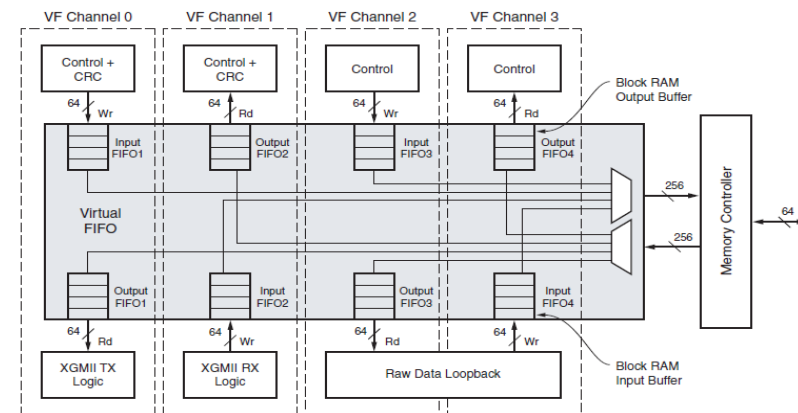 VF Channel 0
VF Channel 1
VF Channel 2
VF Channel 3
Control +
CRC
Control +
CRC
Control
Control
Block RAM
Output Buffer
64
Wr
64
Rd
64
Wr
64
Rd
Input
FIFO1
Output
FIFO2
Input
FIFO3
Output
FIFO4
Virtual
FIFO
256
256
Memory Controller
64
Output
FIFO1
Input
FIFO2
Output
FIFO3
Input
FIFO4
64
Rd
64
Wr
64
Rd
64
Wr
XGMII TX
Logic
XGMII RX
Logic
Raw Data Loopback
Block RAM
Input Buffer